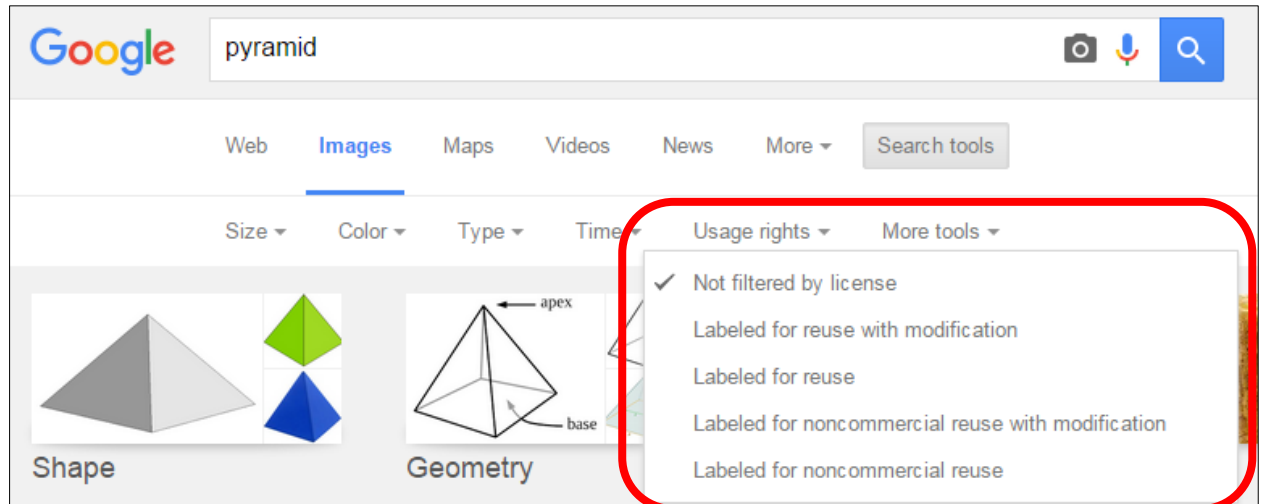 Google pyramid
Web Images Maps Videos News More Search tools
Size Color Type Time Usage rights More tools
Not filtered by license
Labeled for reuse with modification
Labeled for reuse
Labeled for noncommercial reuse with modification
Labeled for noncommercial reuse
apex
base
Shape Geometry